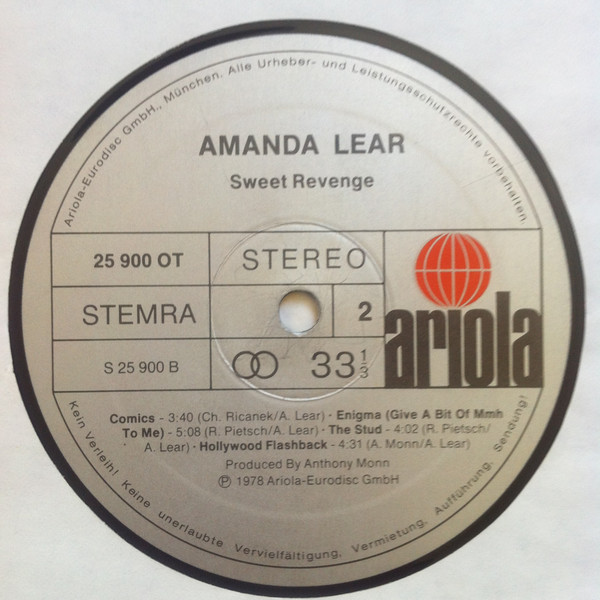 Ariola-Eurodisc GmbH., München. Alle Urheber- und Leistungsschutzrechte vorbehalten
AMANDA LEAR
Sweet Revenge
25 900 OT
STEREO
STEMRA
2
ariola
S 25 900 B
33 1/3
Comics - 3:40 (Ch. Ricanek/A. Lear) · Enigma (Give A Bit Of Mmh
To Me) - 5:08 (R. Pietsch/A. Lear) · The Stud - 4:02 (R. Pietsch/
A. Lear) · Hollywood Flashback - 4:31 (A. Monn/A. Lear)
Produced By Anthony Monn
℗ 1978 Ariola-Eurodisc GmbH
Kein Verleih! Keine unerlaubte Vervielfältigung, Vermietung, Aufführung, Sendung!